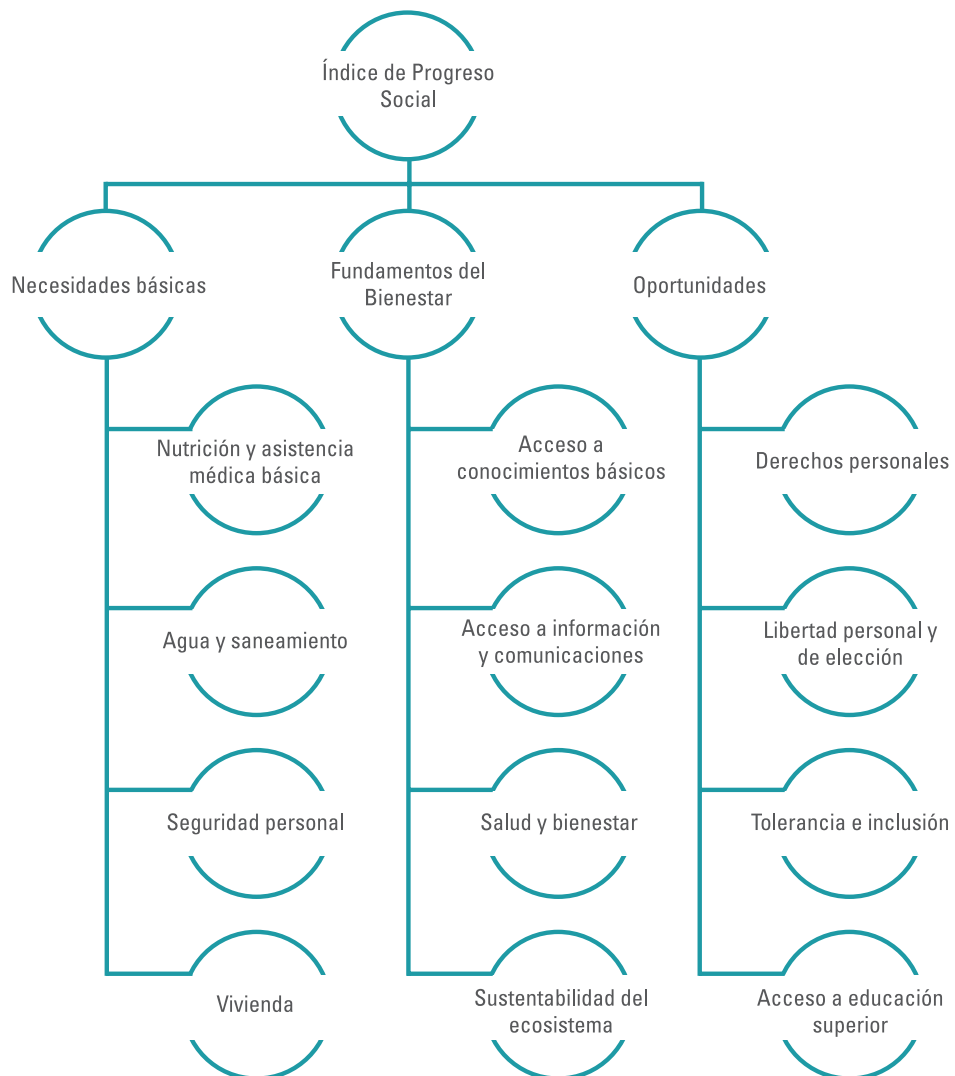 Índice de Progreso
Social
Necesidades básicas
Fundamentos del
Bienestar
Oportunidades
Nutrición y asistencia
médica básica
Acceso a
conocimientos básicos
Derechos personales
Agua y saneamiento
Acceso a información
y comunicaciones
Libertad personal y
de elección
Seguridad personal
Salud y bienestar
Tolerancia e inclusión
Vivienda
Sustentabilidad del
ecosistema
Acceso a educación
superior